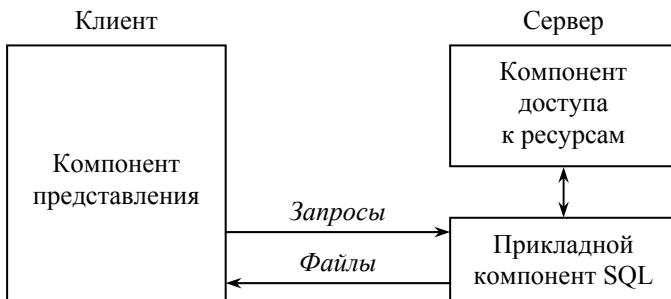 Клиент
Сервер
Компонент
представления
Компонент
доступа
к ресурсам
Запросы
Файлы
Прикладной
компонент SQL